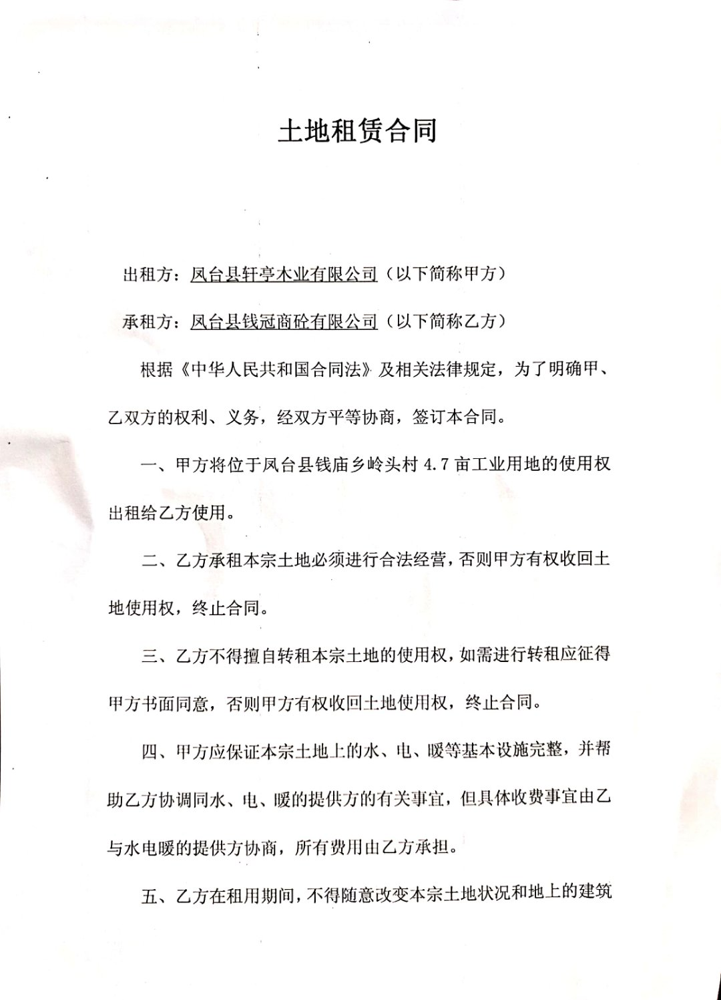 土地租赁合同
出租方：凤台县轩亭木业有限公司（以下简称甲方）
承租方：凤台县钱冠商砼有限公司（以下简称乙方）
根据《中华人民共和国合同法》及相关法律规定，为了明确甲、
乙双方的权利、义务，经双方平等协商，签订本合同。
一、甲方将位于凤台县钱庙乡岭头村 4.7 亩工业用地的使用权
出租给乙方使用。
二、乙方承租本宗土地必须进行合法经营，否则甲方有权收回土
地使用权，终止合同。
三、乙方不得擅自转租本宗土地的使用权，如需进行转租应征得
甲方书面同意，否则甲方有权收回土地使用权，终止合同。
四、甲方应保证本宗土地上的水、电、暖等基本设施完整，并帮
助乙方协调同水、电、暖的提供方的有关事宜，但具体收费事宜由乙
与水电暖的提供方协商，所有费用由乙方承担。
五、乙方在租用期间，不得随意改变本宗土地状况和地上的建筑